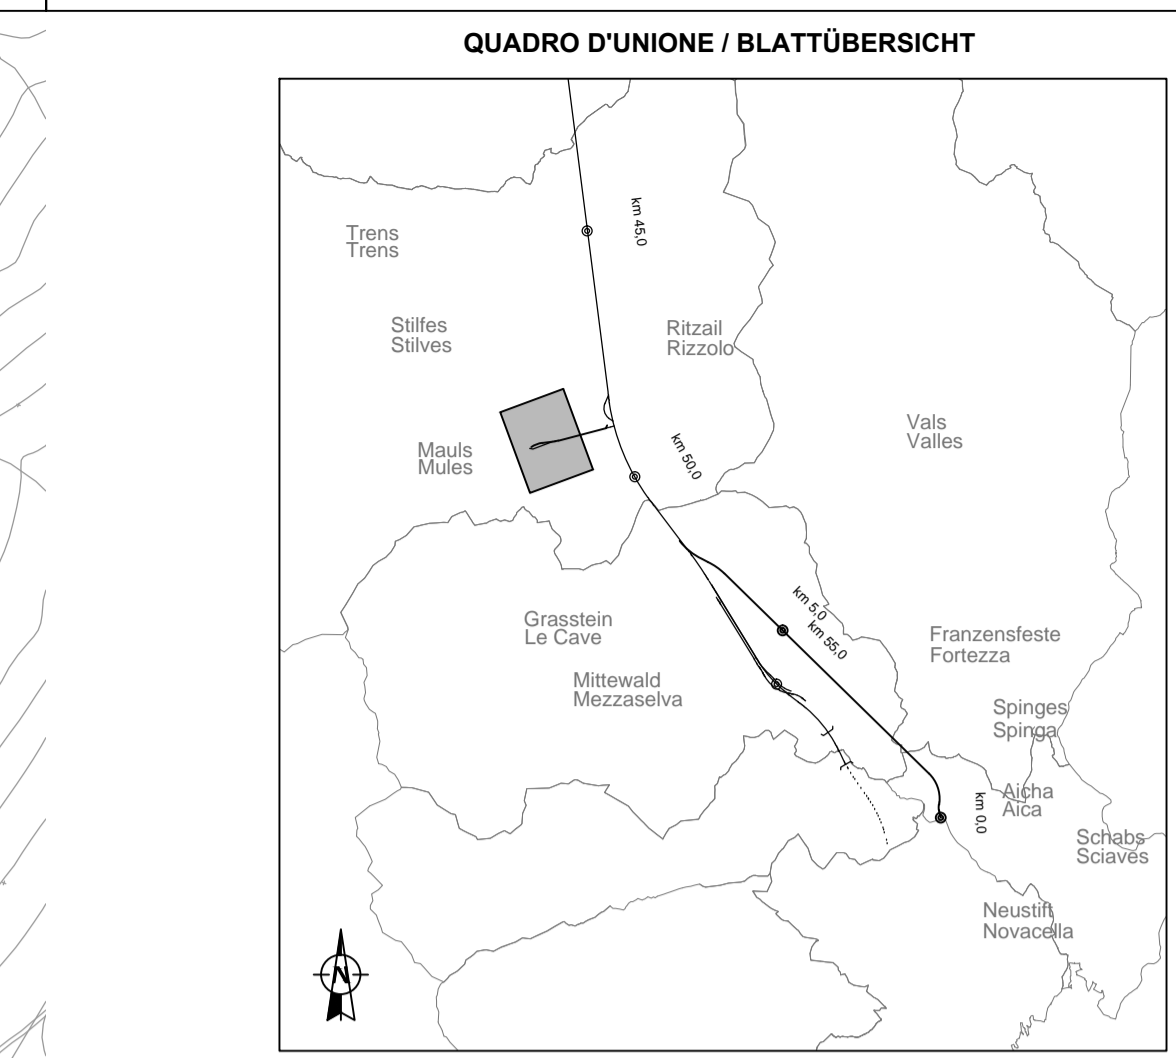 QUADRO D'UNIONE / BLATTÜBERSICHT
km 45,0
Trens
Trens
Stilfes
Stilves
Ritzail
Rizzolo
Vals
Valles
Mauls
Mules
km 50,0
km 5,0
km 55,0
Grasstein
Le Cave
Franzensfeste
Fortezza
Mittewald
Mezzaselva
Spinges
Spinga
Aicha
Aica
km 0,0
Schabs
Sciaves
Neustift
Novacella
N